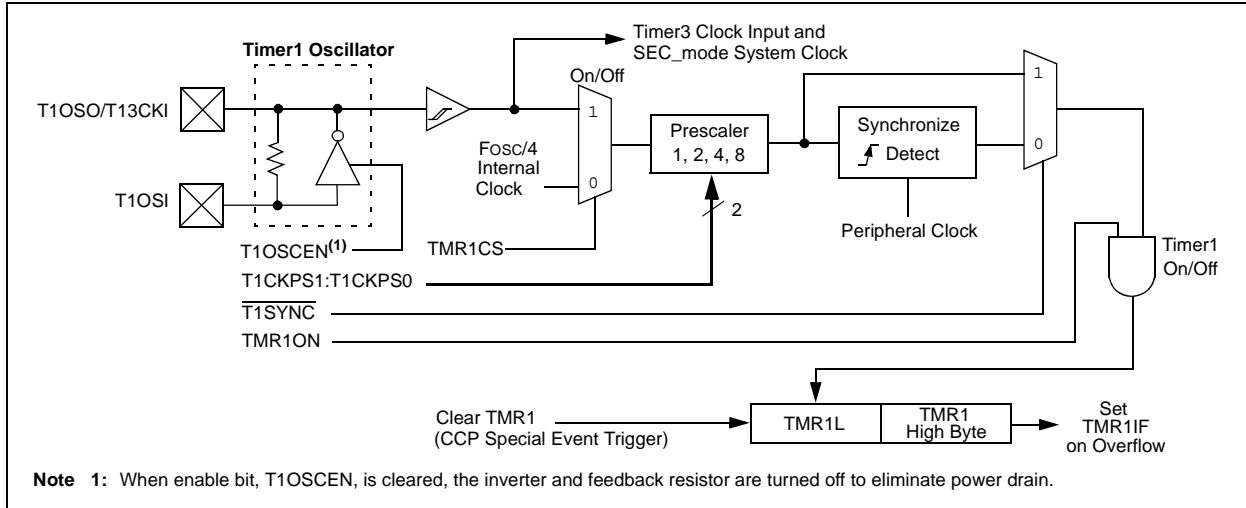 Timer3 Clock Input and
SEC_mode System Clock
Timer1 Oscillator
On/Off
T1OSO/T13CKI
1
1
FOSC/4
Internal
Clock
Prescaler
1, 2, 4, 8
Synchronize
Detect
0
0
T1OSI
2
Peripheral Clock
T1OSCEN(1)
TMR1CS
Timer1
On/Off
T1CKPS1:T1CKPS0
T1SYNC
TMR1ON
Clear TMR1
(CCP Special Event Trigger)
TMR1L
TMR1
High Byte
Set
TMR1IF
on Overflow
Note 1: When enable bit, T1OSCEN, is cleared, the inverter and feedback resistor are turned off to eliminate power drain.